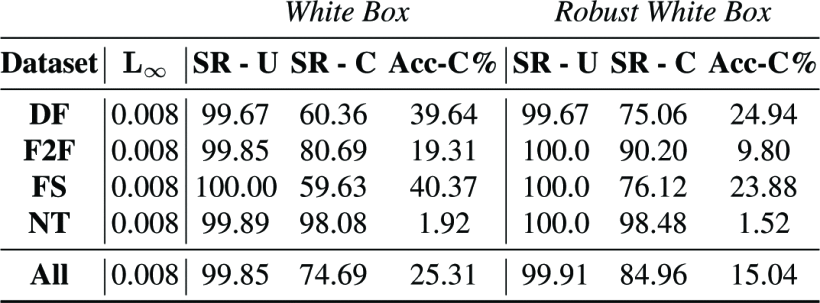 White Box Robust White Box
Dataset L∞ SR - U SR - C Acc-C% SR - U SR - C Acc-C%
DF 0.008 99.67 60.36 39.64 99.67 75.06 24.94
F2F 0.008 99.85 80.69 19.31 100.0 90.20 9.80
FS 0.008 100.00 59.63 40.37 100.0 76.12 23.88
NT 0.008 99.89 98.08 1.92 100.0 98.48 1.52
All 0.008 99.85 74.69 25.31 99.91 84.96 15.04